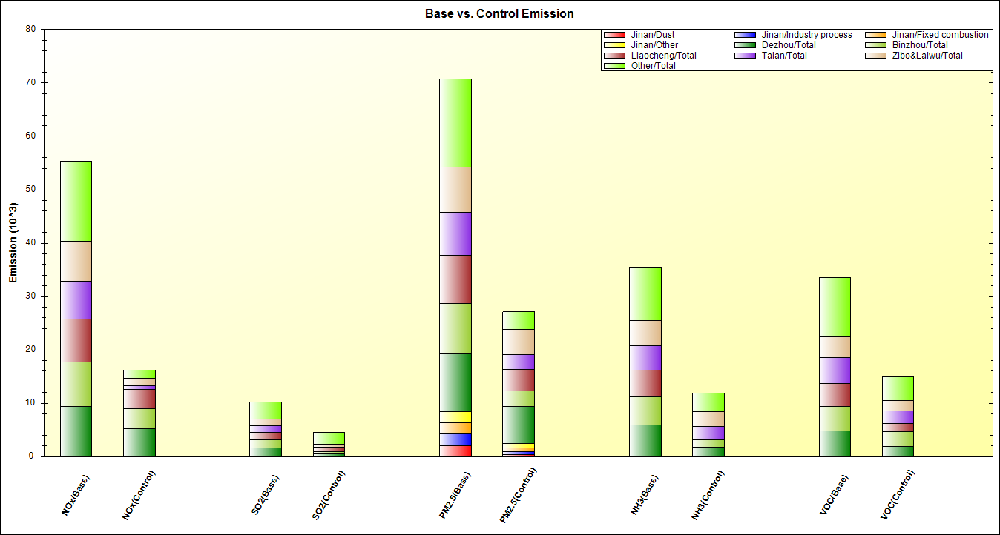 Base vs. Control Emission
Jinan/Dust Jinan/Industry process Jinan/Fixed combustion
Jinan/Other Dezhou/Total Binzhou/Total
Liaocheng/Total Taian/Total Zibo&Laiwu/Total
Other/Total
Emission (10^3)
80
70
60
50
40
30
20
10
0
NOx(Base)
NOx(Control)
SO2(Base)
SO2(Control)
PM2.5(Base)
PM2.5(Control)
NH3(Base)
NH3(Control)
VOC(Base)
VOC(Control)